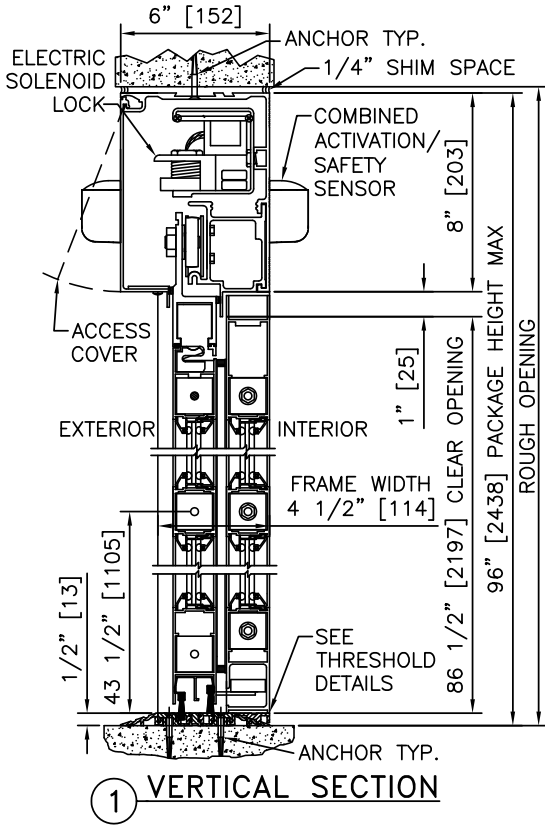 6” [152]
ELECTRIC
SOLENOID
LOCK
ANCHOR TYP.
1/4” SHIM SPACE
COMBINED
ACTIVATION/
SAFETY
SENSOR
8” [203]
ACCESS
COVER
1” [25]
EXTERIOR
INTERIOR
FRAME WIDTH
4 1/2” [114]
86 1/2” [2197] CLEAR OPENING
96” [2438] PACKAGE HEIGHT MAX
ROUGH OPENING
1/2” [13]
43 1/2” [1105]
SEE
THRESHOLD
DETAILS
ANCHOR TYP.
1 VERTICAL SECTION